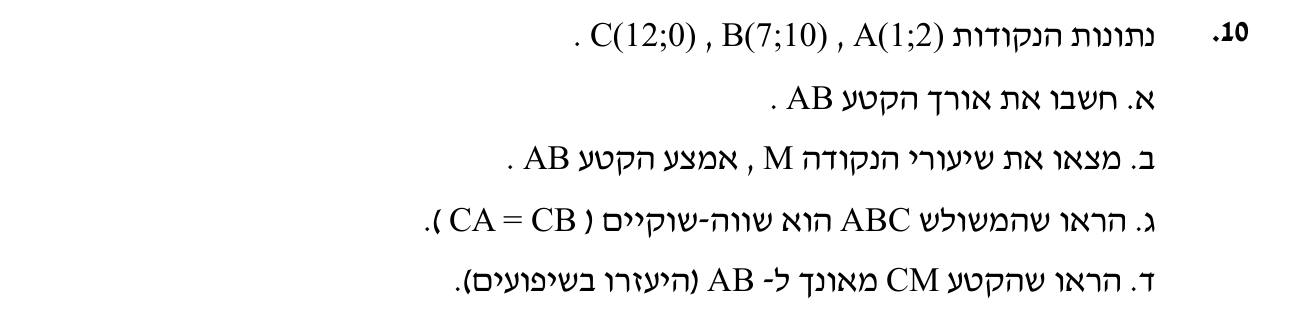 10. נתונות הנקודות A(1;2) , B(7;10) , C(12;0) .
א. חשבו את אורך הקטע AB .
ב. מצאו את שיעורי הנקודה M , אמצע הקטע AB .
ג. הראו שהמשולש ABC הוא שווה-שוקיים ( CA = CB ).
ד. הראו שהקטע CM מאונך ל- AB (היעזרו בשיפועים).